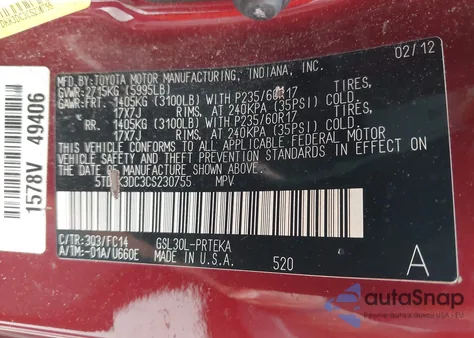 MFD.BY:TOYOTA MOTOR MANUFACTURING, INDIANA, INC. 02/12
GVWR: 2715KG (5995LB)
GAWR:FRT. 1405KG (3100LB) WITH P235/60R17 TIRES,
17X7J RIMS, AT 240KPA (35PSI) COLD.
RR. 1405KG (3100LB) WITH P235/60R17 TIRES,
17X7J RIMS, AT 240KPA (35PSI) COLD.
THIS VEHICLE CONFORMS TO ALL APPLICABLE FEDERAL MOTOR
VEHICLE SAFETY STANDARDS IN EFFECT ON THE
DATE OF MANUFACTURE SHOWN ABOVE.
MPV
C/TR:3Q3/FC14 GSL30L-PRTEKA
A/TM:-01A/U660E MADE IN U.S.A. 520 A
1578V 49406
autoSnap